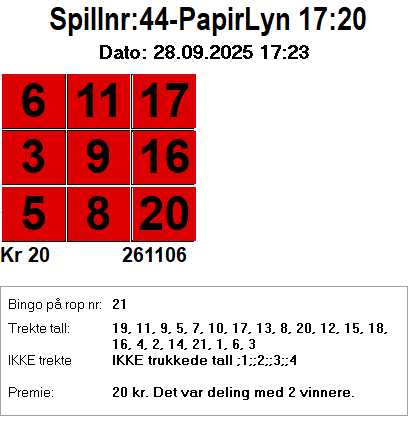 Spillnr:44-PapirLyn 17:20
Dato: 28.09.2025 17:23
6 11 17
3 9 16
5 8 20
Kr 20 261106
Bingo på rop nr: 21
Trekte tall: 19, 11, 9, 5, 7, 10, 17, 13, 8, 20, 12, 15, 18,
16, 4, 2, 14, 21, 1, 6, 3
IKKE trekte IKKE trukkede tall ;1;;2;;3;;4
Premie: 20 kr. Det var deling med 2 vinnere.